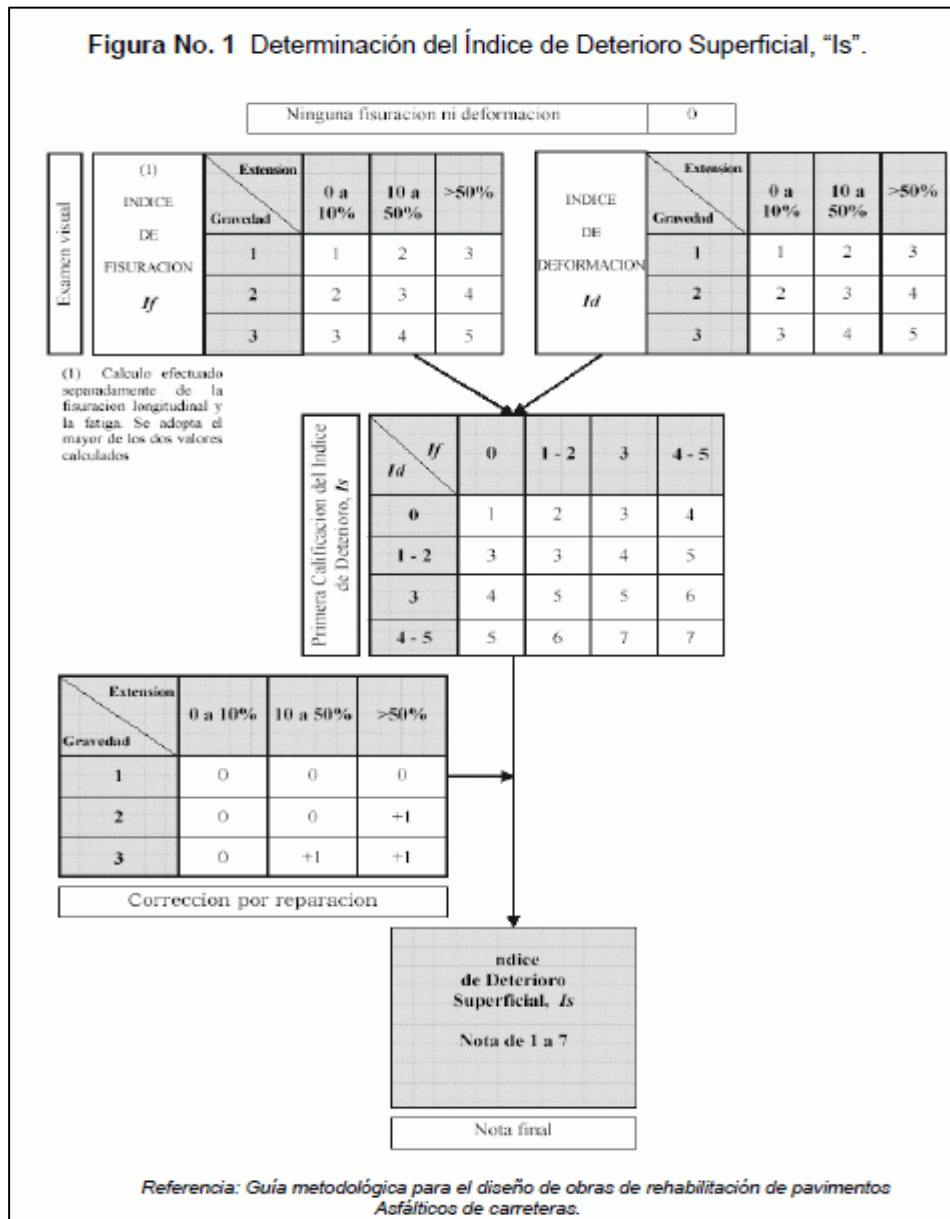 Figura No. 1 Determinación del Índice de Deterioro Superficial, “Is”.
Ninguna fisuracion ni deformacion 0
Examen visual
(1)
INDICE
DE
FISURACION
If
Extension
Gravedad
0 a 10% 10 a 50% >50%
1 1 2 3
2 2 3 4
3 3 4 5
INDICE
DE
DEFORMACION
Id
Extension
Gravedad
0 a 10% 10 a 50% >50%
1 1 2 3
2 2 3 4
3 3 4 5
(1) Calculo efectuado
separadamente de la
fisuracion longitudinal y
la fatiga. Se adopta el
mayor de los dos valores
calculados
Primera Calificacion del Indice
de Deterioro, Is
If
Id
0 1 - 2 3 4 - 5
0 1 2 3 4
1 - 2 3 3 4 5
3 4 5 5 6
4 - 5 5 6 7 7
Extension
Gravedad
0 a 10% 10 a 50% >50%
1 0 0 0
2 0 0 +1
3 0 +1 +1
Correccion por reparacion
ndice
de Deterioro
Superficial, Is
Nota de 1 a 7
Nota final
Referencia: Guía metodológica para el diseño de obras de rehabilitación de pavimentos
Asfálticos de carreteras.